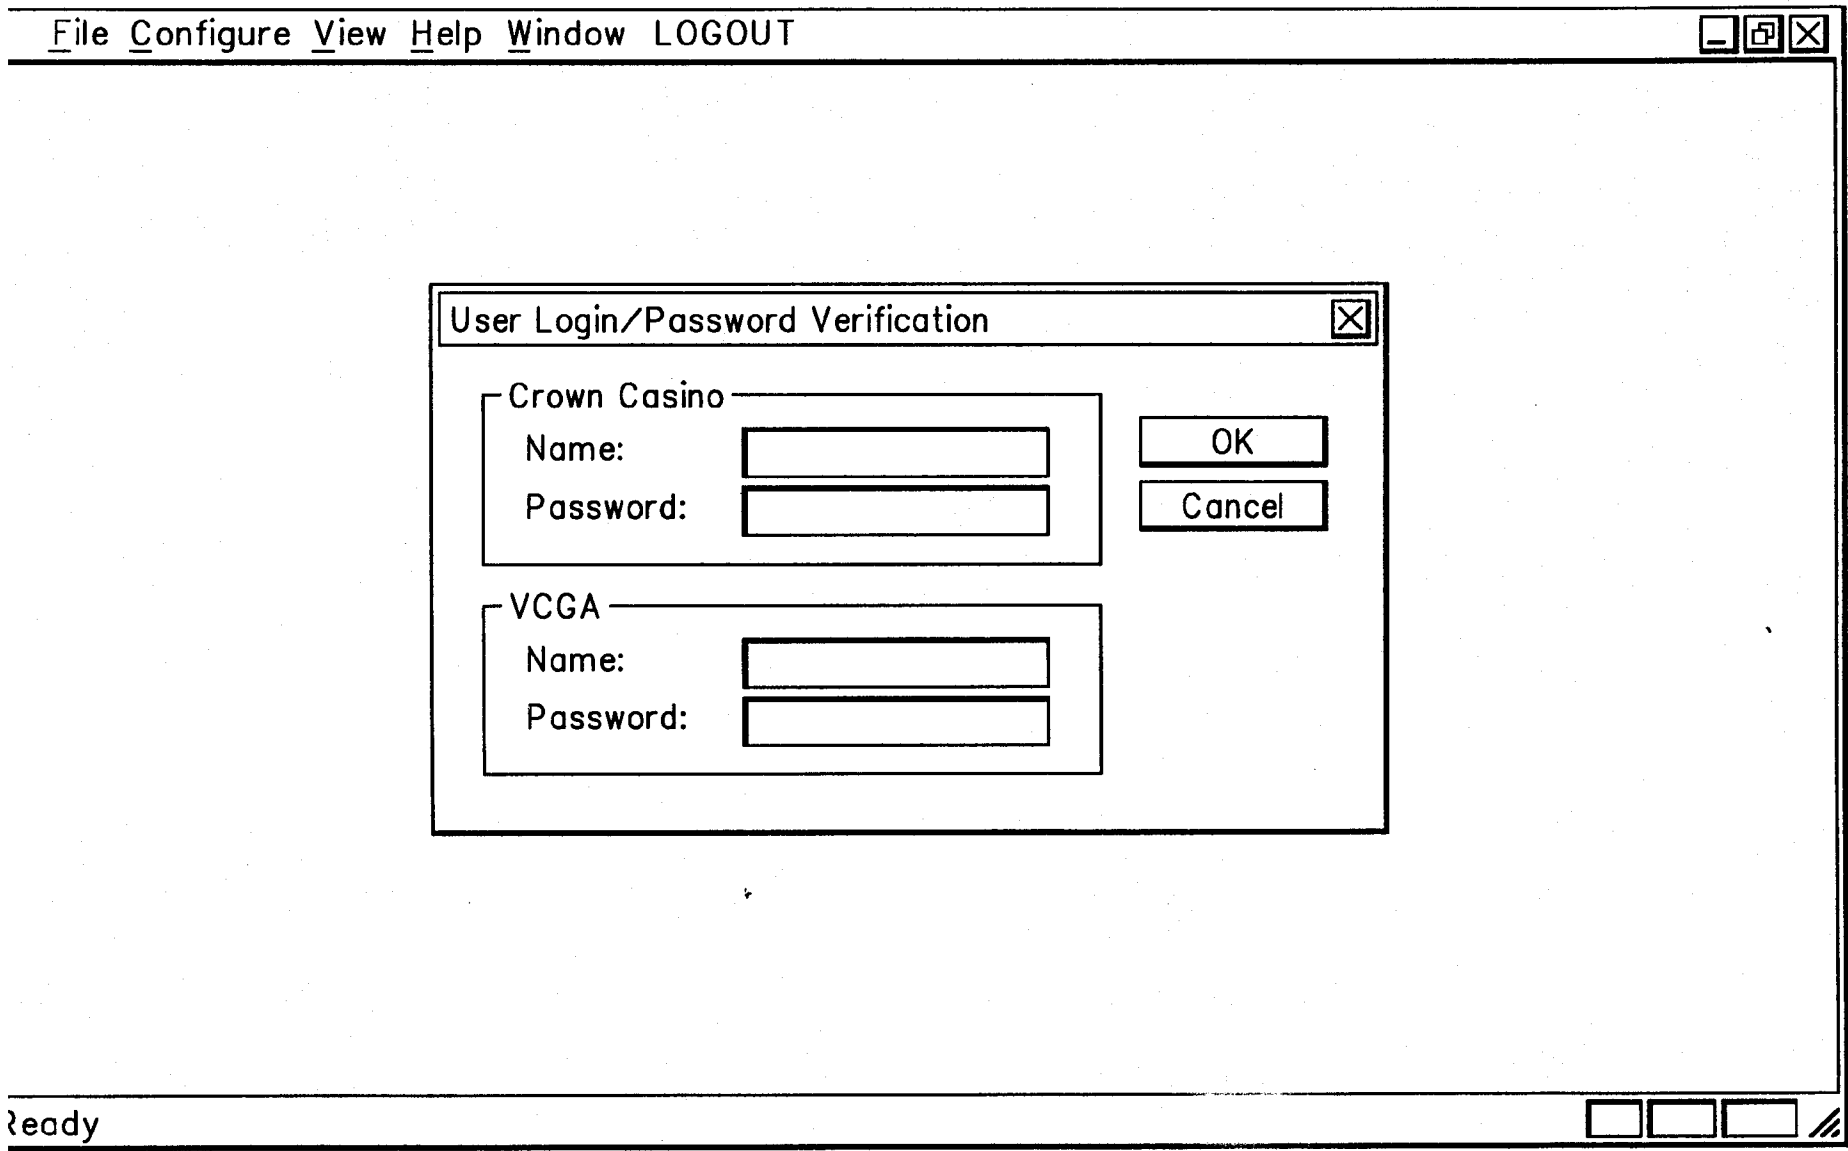 File Configure View Help Window LOGOUT
User Login/Password Verification
Crown Casino
Name:
OK
Password:
Cancel
VCGA
Name:
Password:
Ready